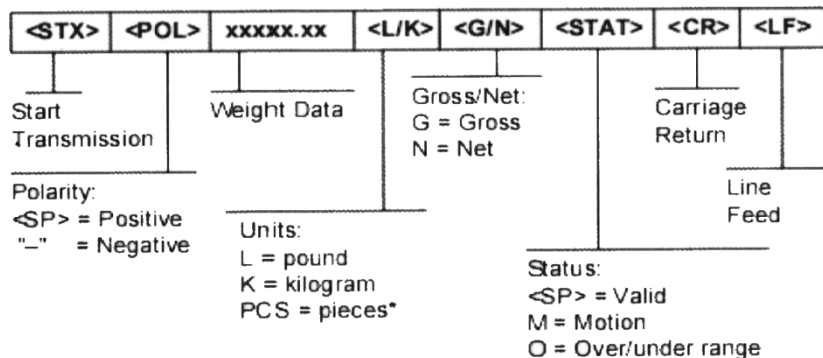 <STX> <POL> xxxxx.xx <L/K> <G/N> <STAT> <CR> <LF>
Start
Transmission
Polarity:
<SP> = Positive
"–" = Negative
Weight Data
Units:
L = pound
K = kilogram
PCS = pieces*
Gross/Net:
G = Gross
N = Net
Status:
<SP> = Valid
M = Motion
O = Over/under range
Carriage
Return
Line
Feed